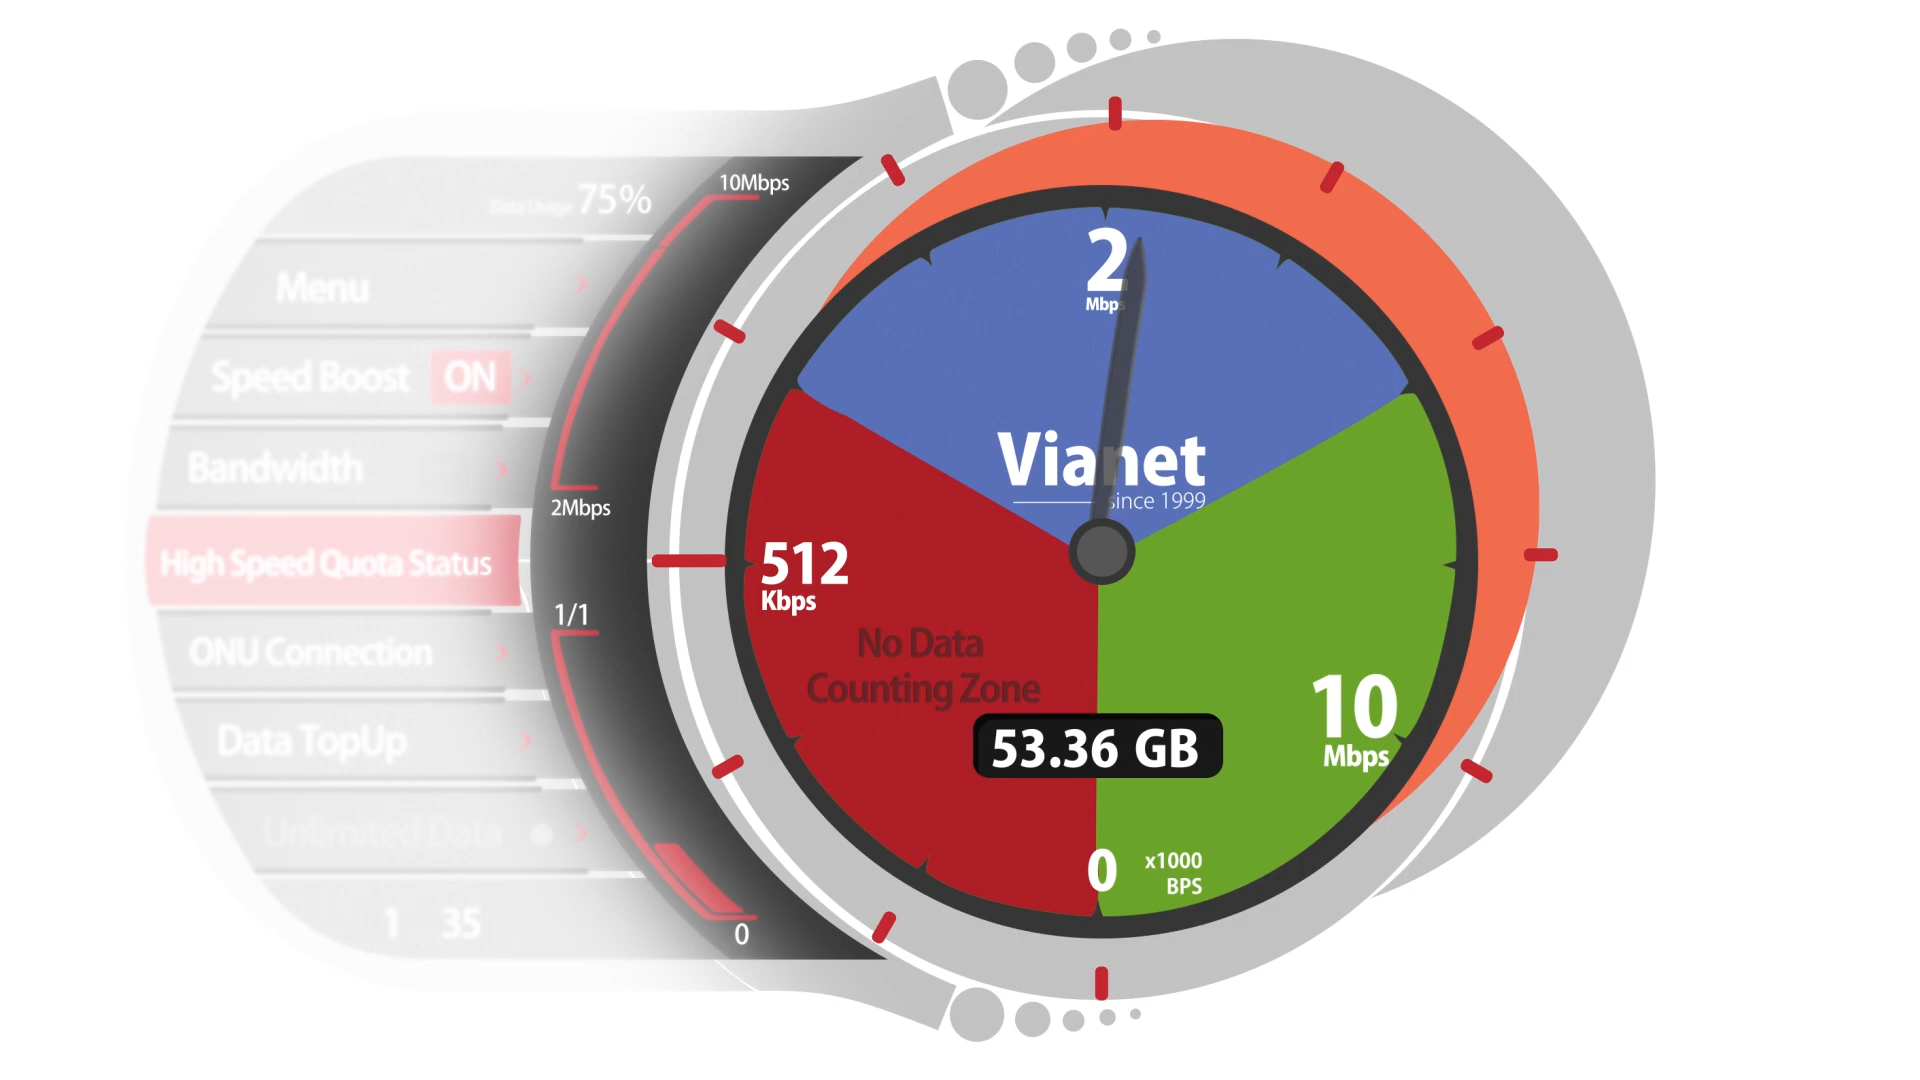 Data Usage 75%
Menu
Speed Boost ON
Bandwidth
High Speed Quota Status
ONU Connection
Data TopUp
Unlimited Data
1 35
10Mbps
2Mbps
1/1
0
2
Mbps
Vianet
since 1999
512
Kbps
No Data
Counting Zone
53.36 GB
10
Mbps
0
x1000
BPS